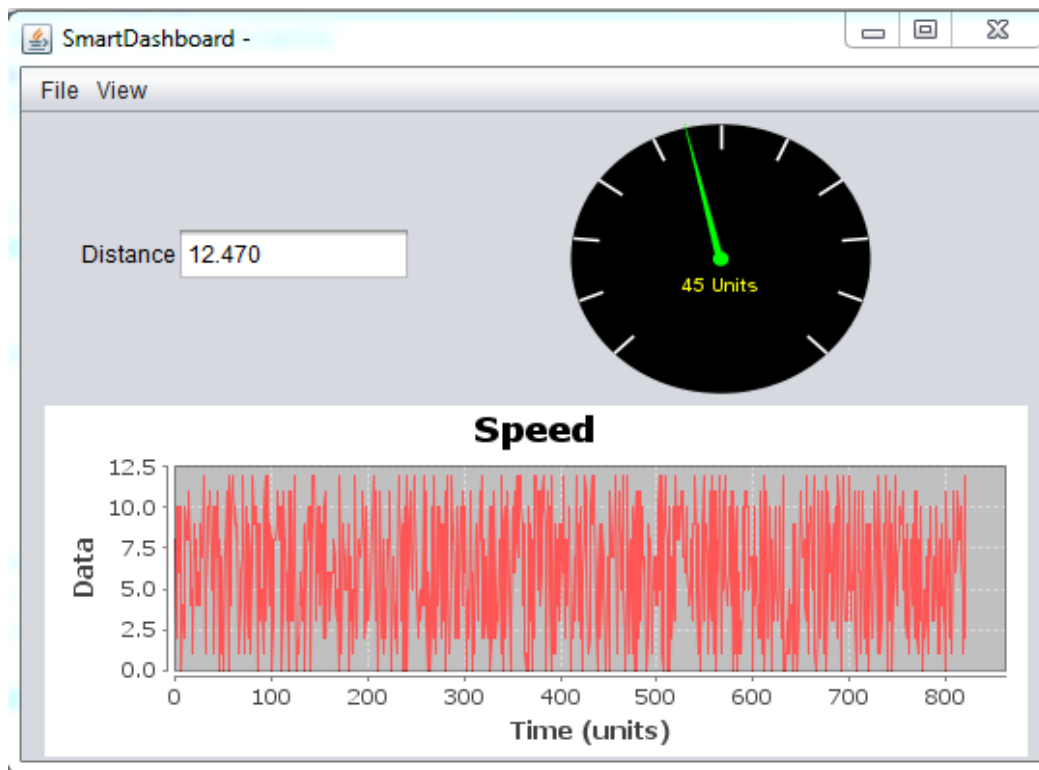 SmartDashboard -
File View
Distance 12.470
45 Units
Speed
Data
12.5
10.0
7.5
5.0
2.5
0.0
0 100 200 300 400 500 600 700 800
Time (units)